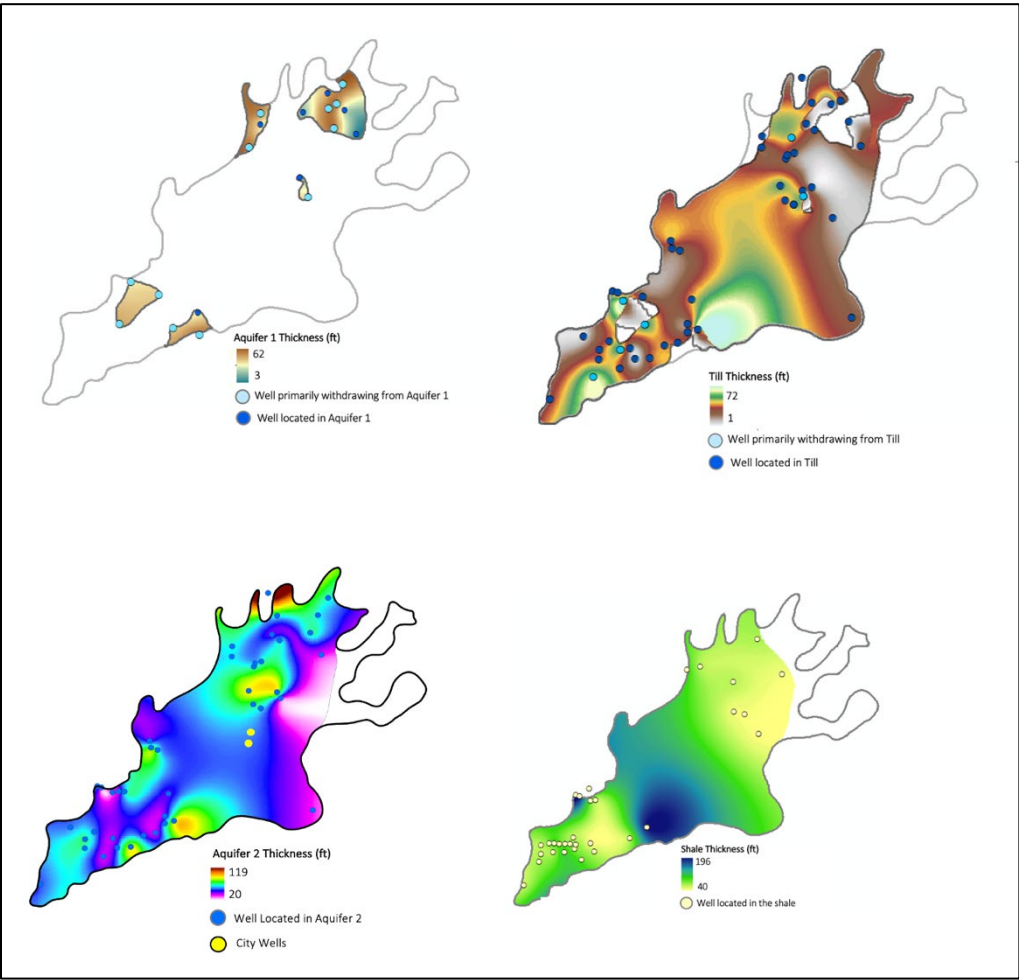 Aquifer 1 Thickness (ft)
62
3
Well primarily withdrawing from Aquifer 1
Well located in Aquifer 1
Till Thickness (ft)
72
1
Well primarily withdrawing from Till
Well located in Till
Aquifer 2 Thickness (ft)
119
20
Well Located in Aquifer 2
City Wells
Shale Thickness (ft)
196
40
Well located in the shale